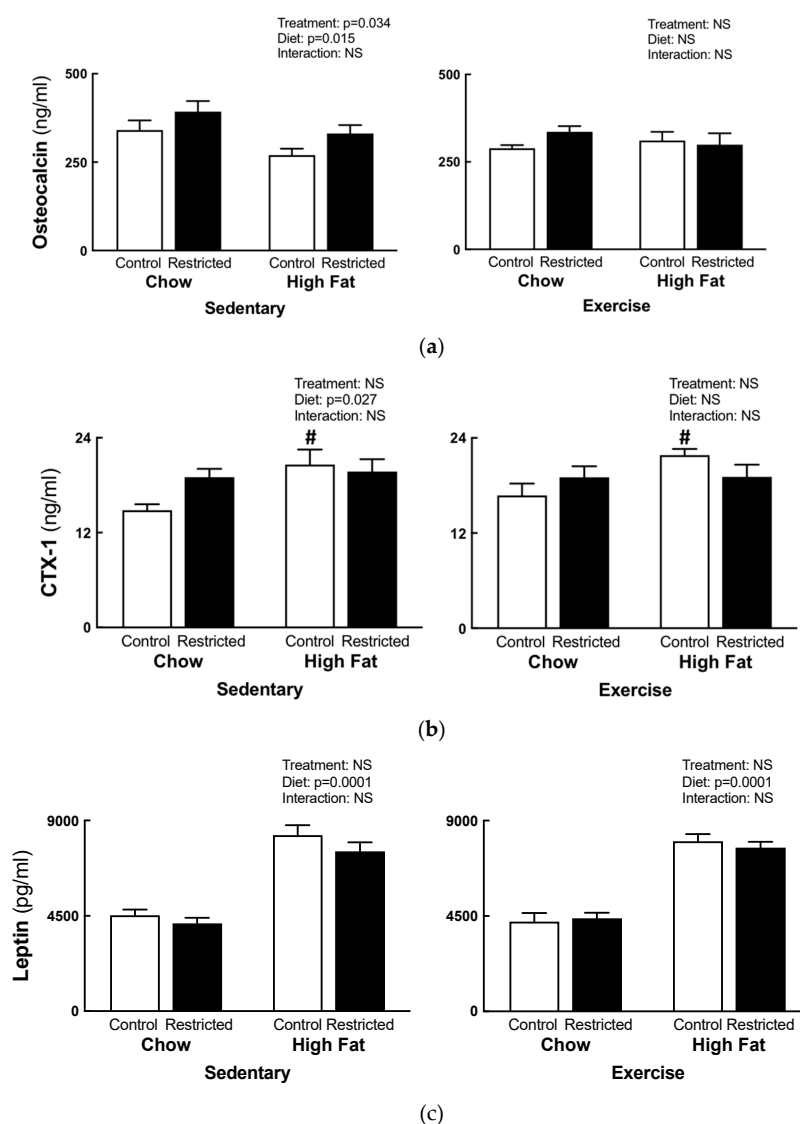 Treatment: p=0.034
Diet: p=0.015
Interaction: NS
Osteocalcin (ng/ml)
500
250
0
Control Restricted Control Restricted
Chow High Fat
Sedentary
Treatment: NS
Diet: NS
Interaction: NS
500
250
0
Control Restricted Control Restricted
Chow High Fat
Exercise
(a)
Treatment: NS
Diet: p=0.027
Interaction: NS
#
CTX-1 (ng/ml)
24
12
0
Control Restricted Control Restricted
Chow High Fat
Sedentary
Treatment: NS
Diet: NS
Interaction: NS
#
24
12
0
Control Restricted Control Restricted
Chow High Fat
Exercise
(b)
Treatment: NS
Diet: p=0.0001
Interaction: NS
Leptin (pg/ml)
9000
4500
0
Control Restricted Control Restricted
Chow High Fat
Sedentary
Treatment: NS
Diet: p=0.0001
Interaction: NS
9000
4500
0
Control Restricted Control Restricted
Chow High Fat
Exercise
(c)